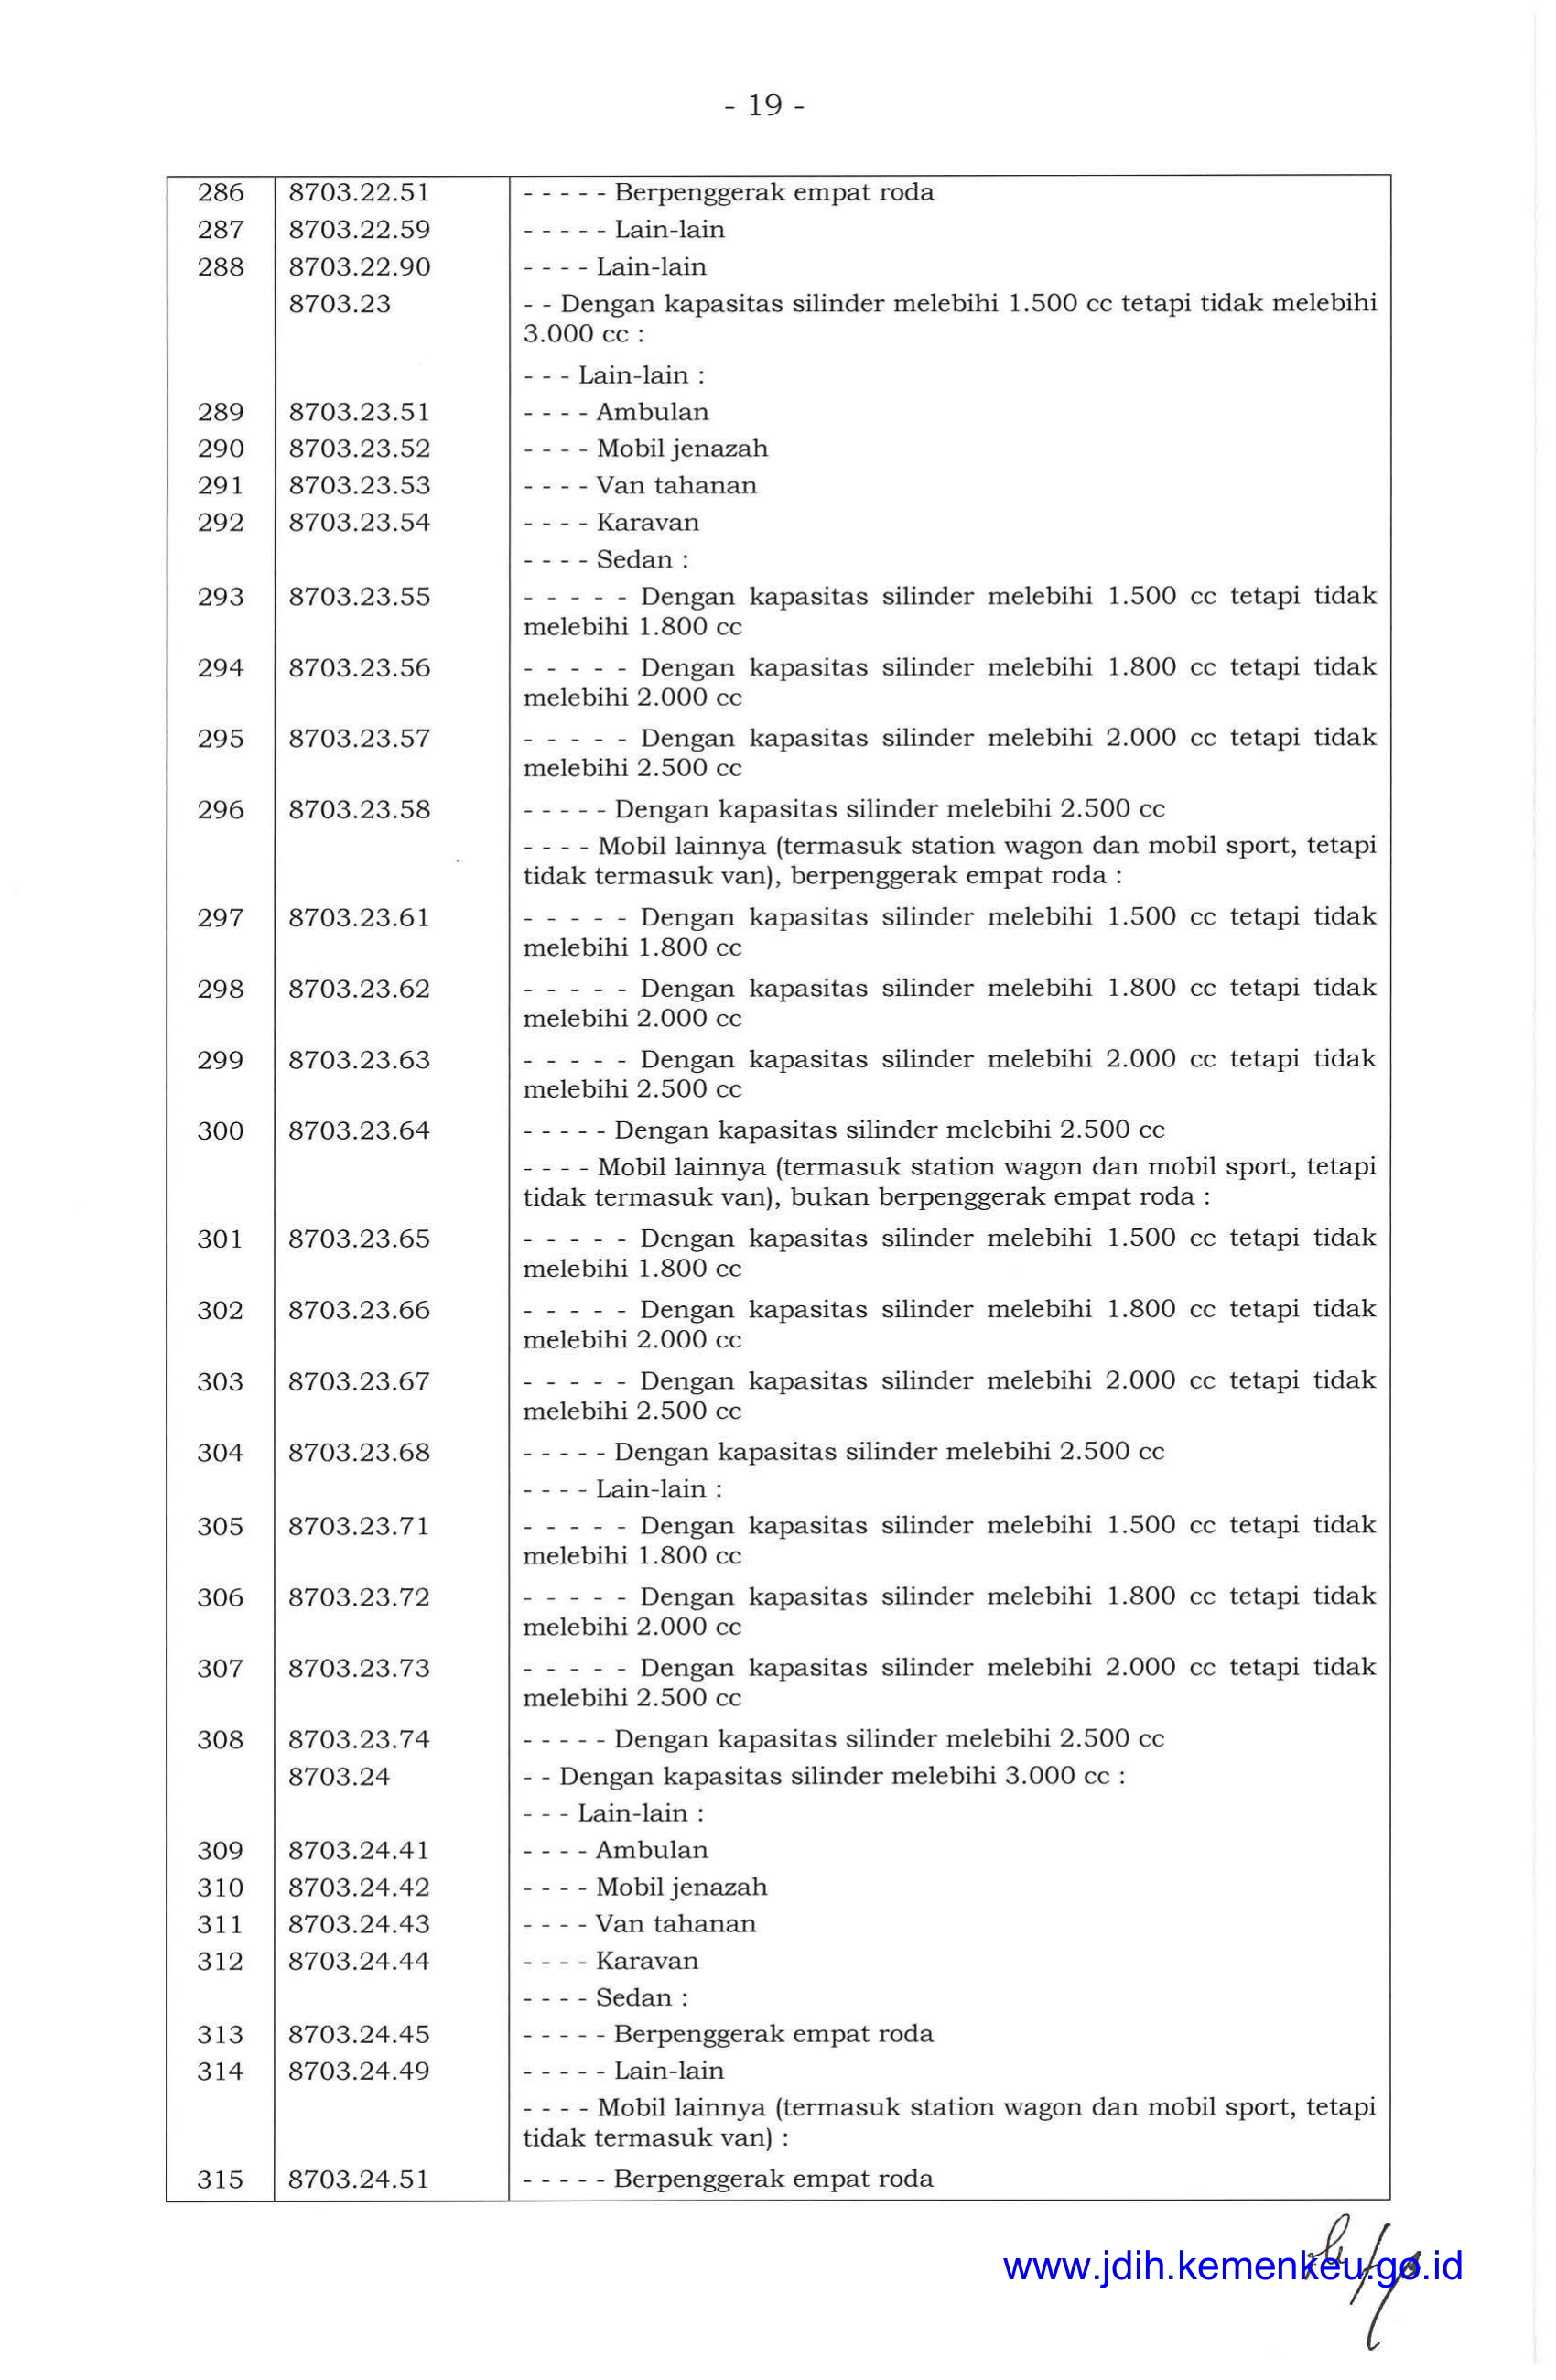 - 19 -
286 8703.22.51 - - - - - Berpenggerak empat roda
287 8703.22.59 - - - - - Lain-lain
288 8703.22.90 - - - - Lain-lain
8703.23 - - Dengan kapasitas silinder melebihi 1.500 cc tetapi tidak melebihi
3.000 cc :
- - - Lain-lain :
289 8703.23.51 - - - - Ambulan
290 8703.23.52 - - - - Mobil jenazah
291 8703.23.53 - - - - Van tahanan
292 8703.23.54 - - - - Karavan
- - - - Sedan :
293 8703.23.55 - - - - - Dengan kapasitas silinder melebihi 1.500 cc tetapi tidak
melebihi 1.800 cc
294 8703.23.56 - - - - - Dengan kapasitas silinder melebihi 1.800 cc tetapi tidak
melebihi 2.000 cc
295 8703.23.57 - - - - - Dengan kapasitas silinder melebihi 2.000 cc tetapi tidak
melebihi 2.500 cc
296 8703.23.58 - - - - - Dengan kapasitas silinder melebihi 2.500 cc
- - - - Mobil lainnya (termasuk station wagon dan mobil sport, tetapi
tidak termasuk van), berpenggerak empat roda :
297 8703.23.61 - - - - - Dengan kapasitas silinder melebihi 1.500 cc tetapi tidak
melebihi 1.800 cc
298 8703.23.62 - - - - - Dengan kapasitas silinder melebihi 1.800 cc tetapi tidak
melebihi 2.000 cc
299 8703.23.63 - - - - - Dengan kapasitas silinder melebihi 2.000 cc tetapi tidak
melebihi 2.500 cc
300 8703.23.64 - - - - - Dengan kapasitas silinder melebihi 2.500 cc
- - - - Mobil lainnya (termasuk station wagon dan mobil sport, tetapi
tidak termasuk van), bukan berpenggerak empat roda :
301 8703.23.65 - - - - - Dengan kapasitas silinder melebihi 1.500 cc tetapi tidak
melebihi 1.800 cc
302 8703.23.66 - - - - - Dengan kapasitas silinder melebihi 1.800 cc tetapi tidak
melebihi 2.000 cc
303 8703.23.67 - - - - - Dengan kapasitas silinder melebihi 2.000 cc tetapi tidak
melebihi 2.500 cc
304 8703.23.68 - - - - - Dengan kapasitas silinder melebihi 2.500 cc
- - - - Lain-lain :
305 8703.23.71 - - - - - Dengan kapasitas silinder melebihi 1.500 cc tetapi tidak
melebihi 1.800 cc
306 8703.23.72 - - - - - Dengan kapasitas silinder melebihi 1.800 cc tetapi tidak
melebihi 2.000 cc
307 8703.23.73 - - - - - Dengan kapasitas silinder melebihi 2.000 cc tetapi tidak
melebihi 2.500 cc
308 8703.23.74 - - - - - Dengan kapasitas silinder melebihi 2.500 cc
8703.24 - - Dengan kapasitas silinder melebihi 3.000 cc :
- - - Lain-lain :
309 8703.24.41 - - - - Ambulan
310 8703.24.42 - - - - Mobil jenazah
311 8703.24.43 - - - - Van tahanan
312 8703.24.44 - - - - Karavan
- - - - Sedan :
313 8703.24.45 - - - - - Berpenggerak empat roda
314 8703.24.49 - - - - - Lain-lain
- - - - Mobil lainnya (termasuk station wagon dan mobil sport, tetapi
tidak termasuk van) :
315 8703.24.51 - - - - - Berpenggerak empat roda
www.jdih.kemenkeu.go.id